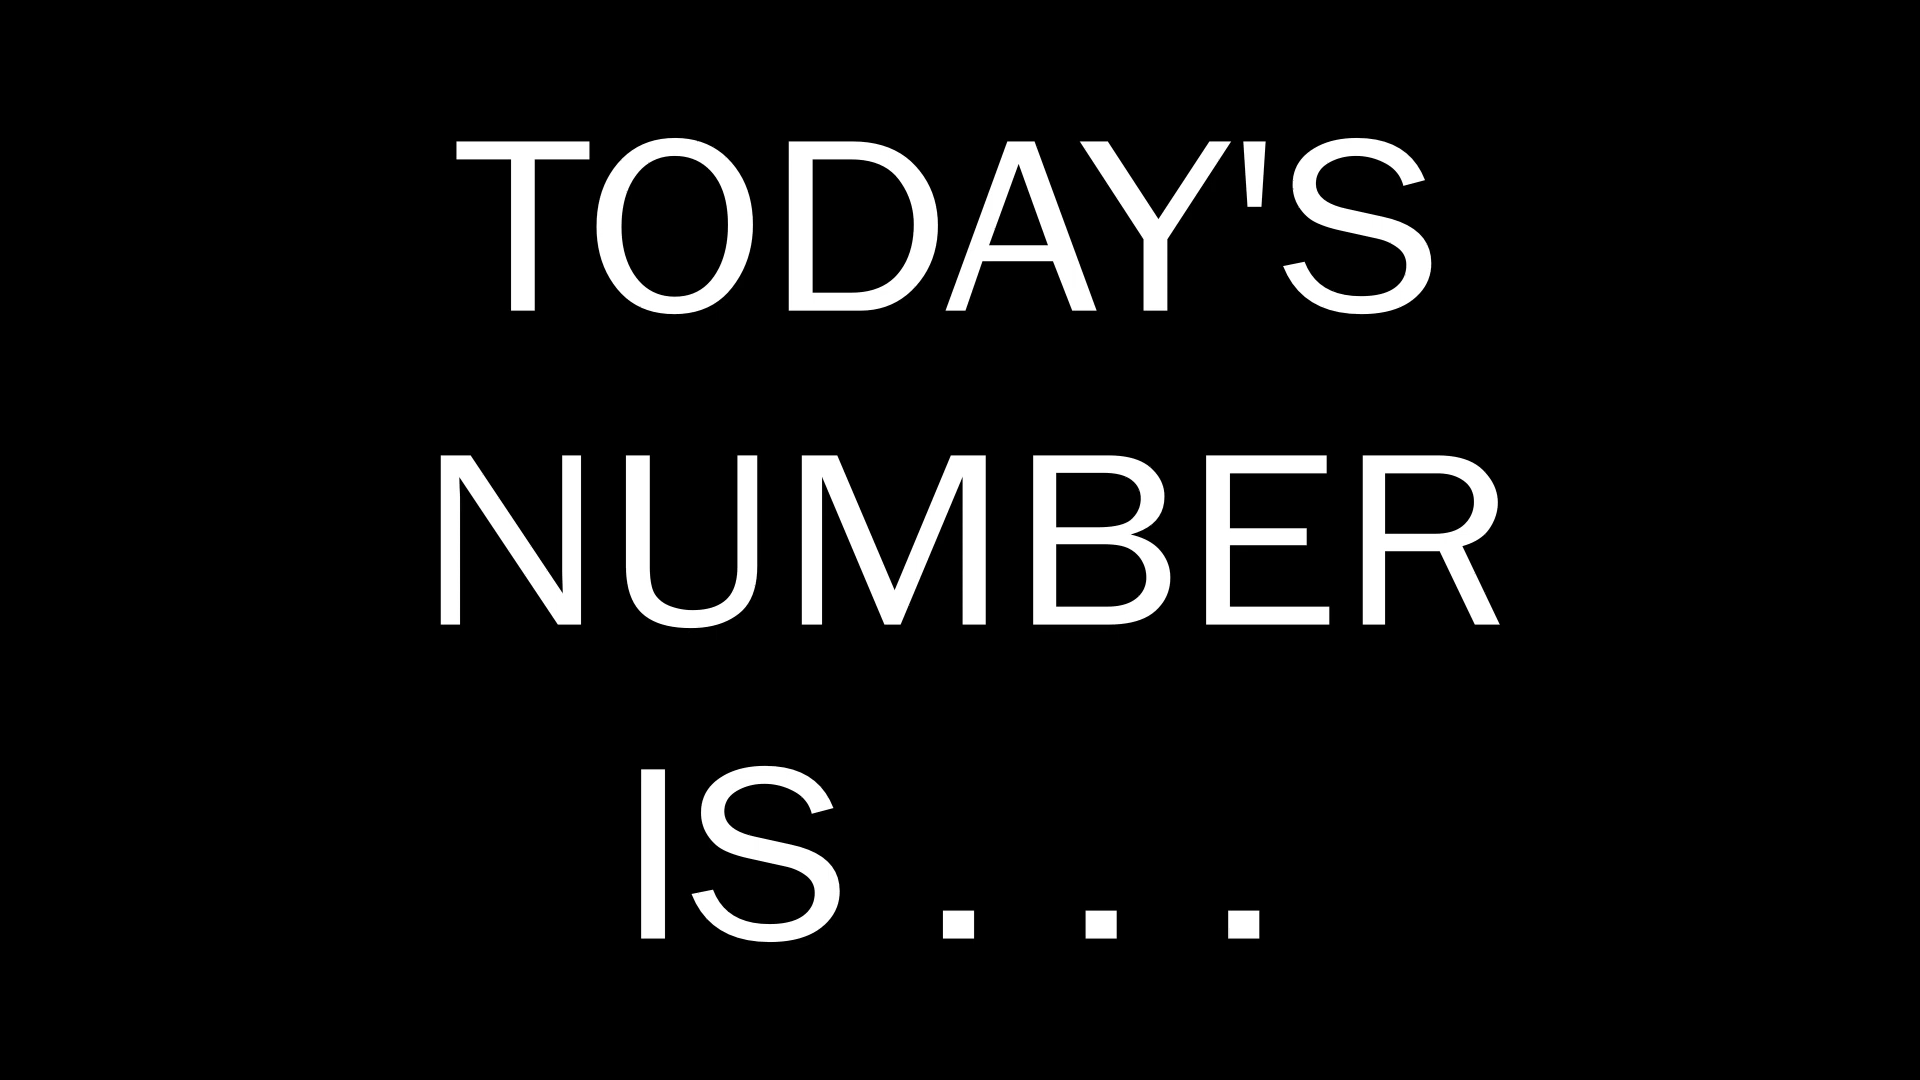 TODAY'S
NUMBER
IS . . .